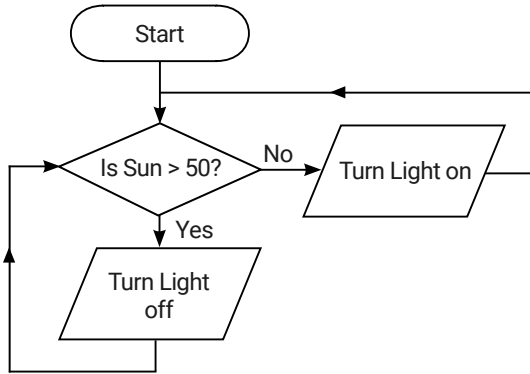 Start
Is Sun > 50?
No
Turn Light on
Yes
Turn Light
off